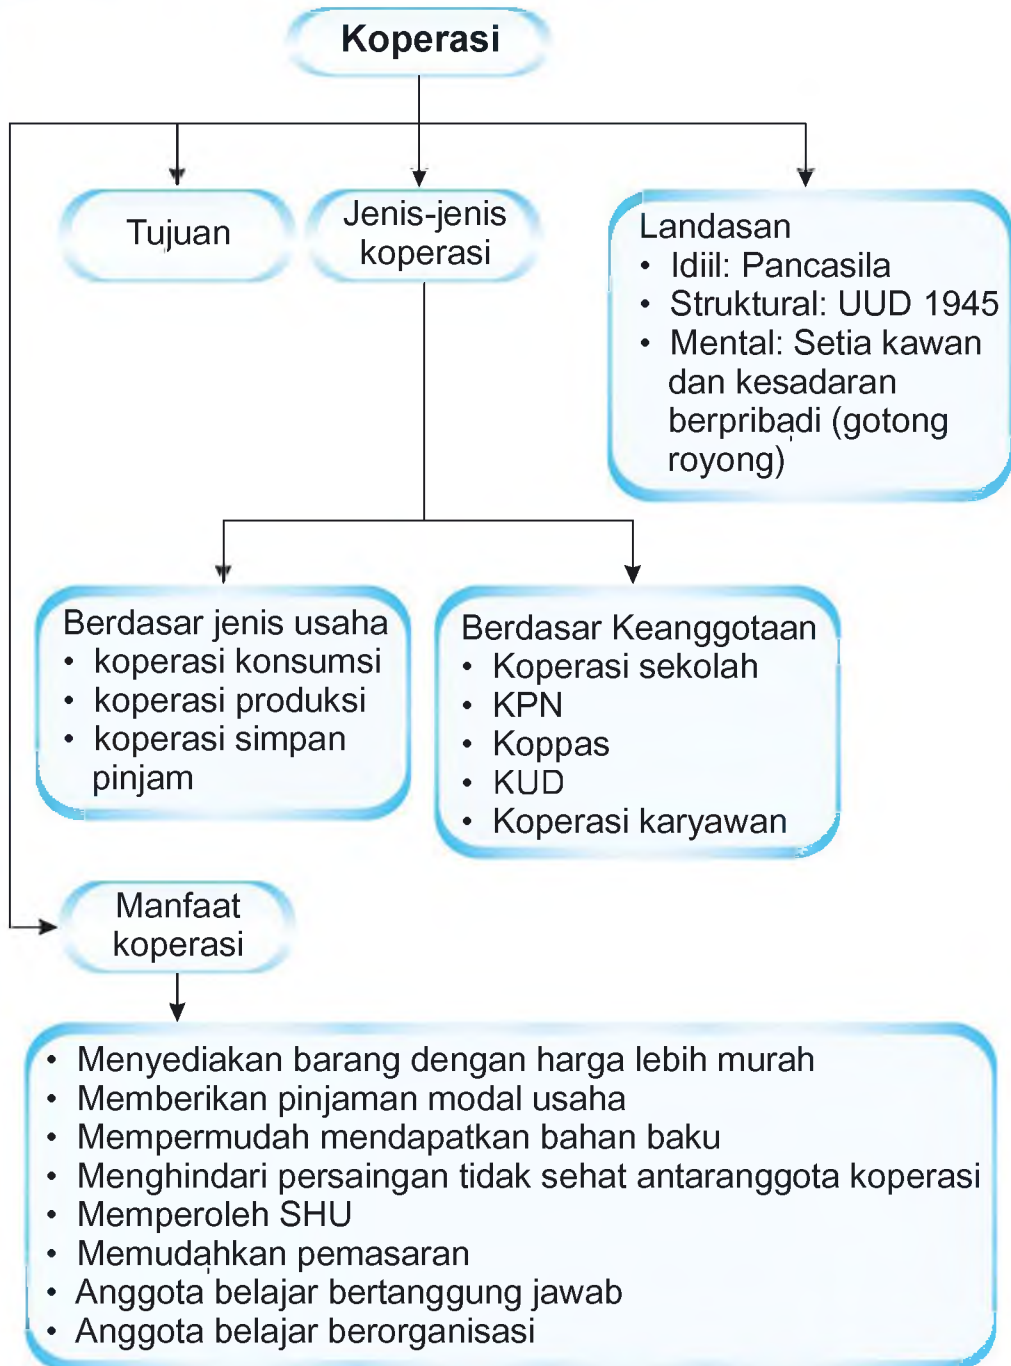 Koperasi
Tujuan
Jenis-jenis
koperasi
Landasan
• Idiil: Pancasila
• Struktural: UUD 1945
• Mental: Setia kawan
dan kesadaran
berpribadi (gotong
royong)
Berdasar jenis usaha
• koperasi konsumsi
• koperasi produksi
• koperasi simpan
pinjam
Berdasar Keanggotaan
• Koperasi sekolah
• KPN
• Koppas
• KUD
• Koperasi karyawan
Manfaat
koperasi
• Menyediakan barang dengan harga lebih murah
• Memberikan pinjaman modal usaha
• Mempermudah mendapatkan bahan baku
• Menghindari persaingan tidak sehat antaranggota koperasi
• Memperoleh SHU
• Memudahkan pemasaran
• Anggota belajar bertanggung jawab
• Anggota belajar berorganisasi